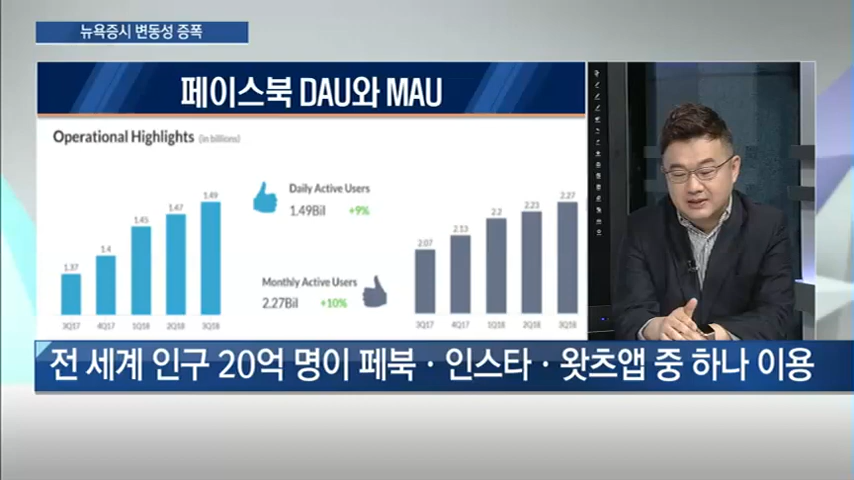 뉴욕증시 변동성 증폭
페이스북 DAU와 MAU
Operational Highlights (in billions)
1.37
1.4
1.45
1.47
1.49
3Q17
4Q17
1Q18
2Q18
3Q18
Daily Active Users
1.49Bil +9%
Monthly Active Users
2.27Bil +10%
2.07
2.13
2.2
2.23
2.27
3Q17
4Q17
1Q18
2Q18
3Q18
전 세계 인구 20억 명이 페북 · 인스타 · 왓츠앱 중 하나 이용